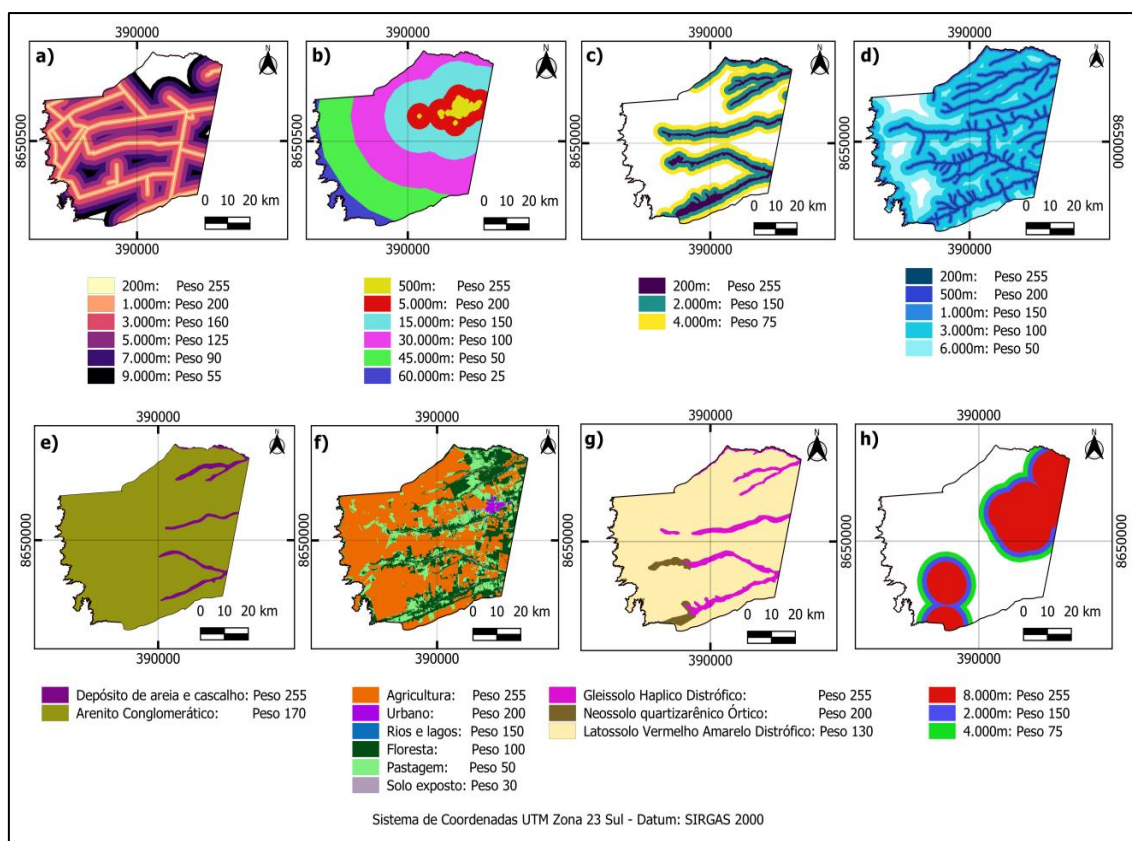 390000
a)
N
8650500
0 10 20 km
390000
200m: Peso 255
1.000m: Peso 200
3.000m: Peso 160
5.000m: Peso 125
7.000m: Peso 90
9.000m: Peso 55
390000
b)
N
0 10 20 km
390000
500m: Peso 255
5.000m: Peso 200
15.000m: Peso 150
30.000m: Peso 100
45.000m: Peso 50
60.000m: Peso 25
390000
c)
N
8650000
0 10 20 km
390000
200m: Peso 255
2.000m: Peso 150
4.000m: Peso 75
390000
d)
N
8650000
0 10 20 km
390000
200m: Peso 255
500m: Peso 200
1.000m: Peso 150
3.000m: Peso 100
6.000m: Peso 50
390000
e)
N
8650000
0 10 20 km
390000
Depósito de areia e cascalho: Peso 255
Arenito Conglomerático: Peso 170
390000
f)
N
0 10 20 km
390000
Agricultura: Peso 255
Urbano: Peso 200
Rios e lagos: Peso 150
Floresta: Peso 100
Pastagem: Peso 50
Solo exposto: Peso 30
390000
g)
N
8650000
0 10 20 km
390000
Gleissolo Haplico Distrófico: Peso 255
Neossolo quartizarênico Órtico: Peso 200
Latossolo Vermelho Amarelo Distrófico: Peso 130
390000
h)
N
8650000
0 10 20 km
390000
8.000m: Peso 255
2.000m: Peso 150
4.000m: Peso 75
Sistema de Coordenadas UTM Zona 23 Sul - Datum: SIRGAS 2000